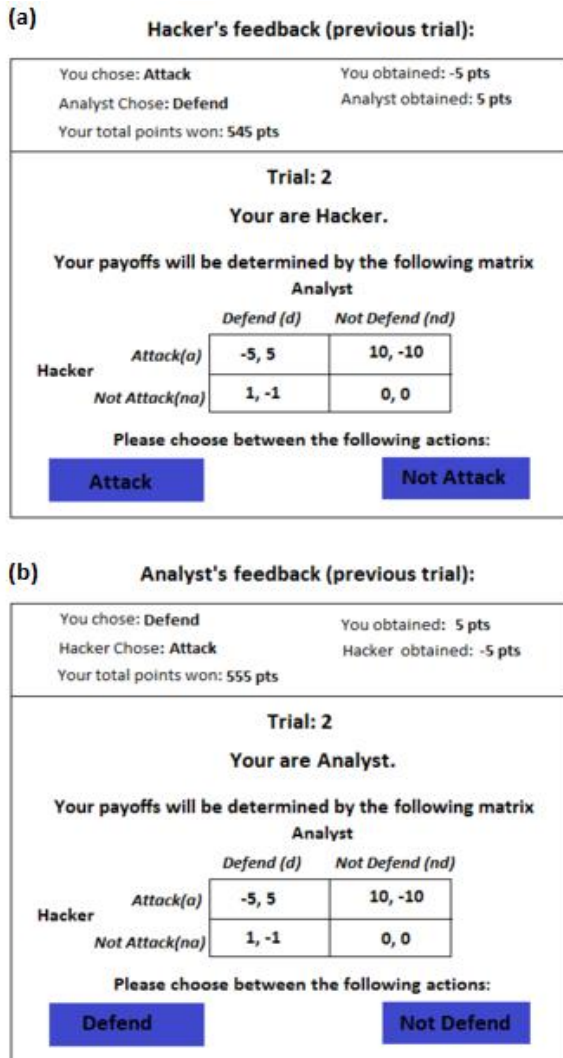 (a)
Hacker's feedback (previous trial):
You chose: Attack You obtained: -5 pts
Analyst Chose: Defend Analyst obtained: 5 pts
Your total points won: 545 pts
Trial: 2
Your are Hacker.
Your payoffs will be determined by the following matrix
Analyst
Defend (d) Not Defend (nd)
Hacker Attack(a) -5, 5 10, -10
Not Attack(na) 1, -1 0, 0
Please choose between the following actions:
Attack Not Attack
(b)
Analyst's feedback (previous trial):
You chose: Defend You obtained: 5 pts
Hacker Chose: Attack Hacker obtained: -5 pts
Your total points won: 555 pts
Trial: 2
Your are Analyst.
Your payoffs will be determined by the following matrix
Analyst
Defend (d) Not Defend (nd)
Hacker Attack(a) -5, 5 10, -10
Not Attack(na) 1, -1 0, 0
Please choose between the following actions:
Defend Not Defend